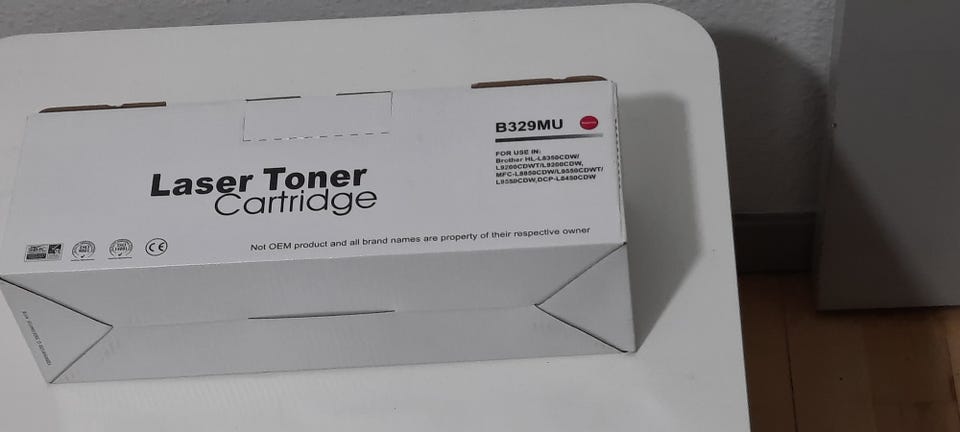 B329MU
FOR USE IN:
Brother HL-L8350CDW/
L9200CDWT/L9200CDW,
MFC-L8850CDW/L9550CDWT/
L9550CDW,DCP-L8450CDW
Laser Toner
Cartridge
CE
Not OEM product and all brand names are property of their respective owner